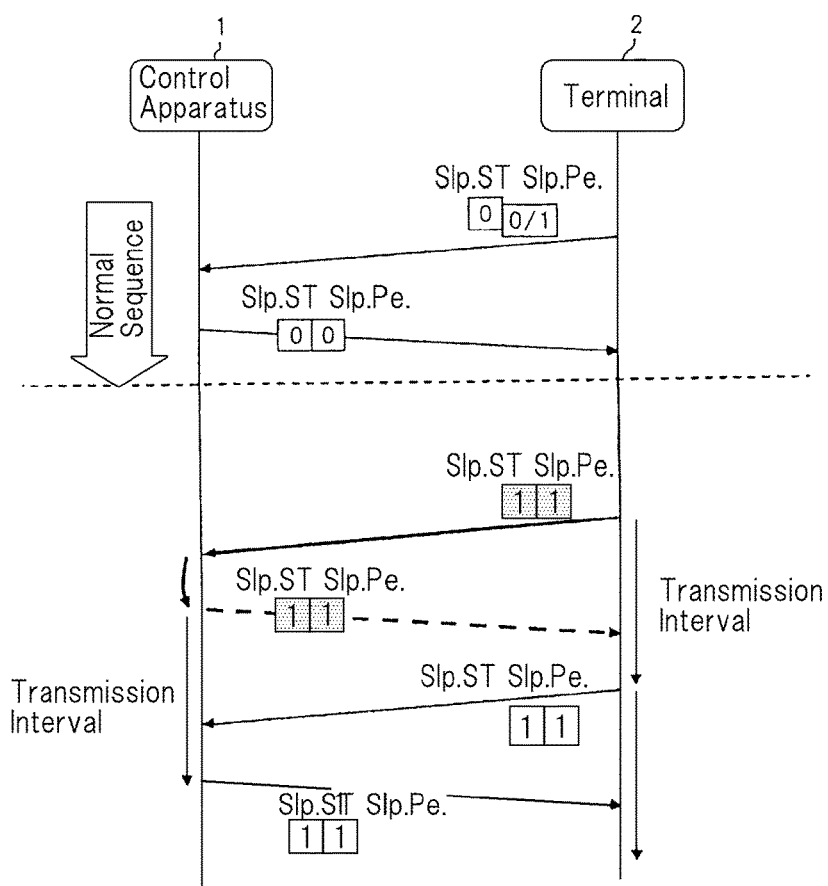 1
2
Control
Apparatus
Terminal
Slp.ST Slp.Pe.
0 0/1
Normal
Sequence
Slp.ST Slp.Pe.
0 0
Slp.ST Slp.Pe.
1 1
Slp.ST Slp.Pe.
1 1
Transmission
Interval
Slp.ST Slp.Pe.
1 1
Transmission
Interval
Slp.ST Slp.Pe.
1 1